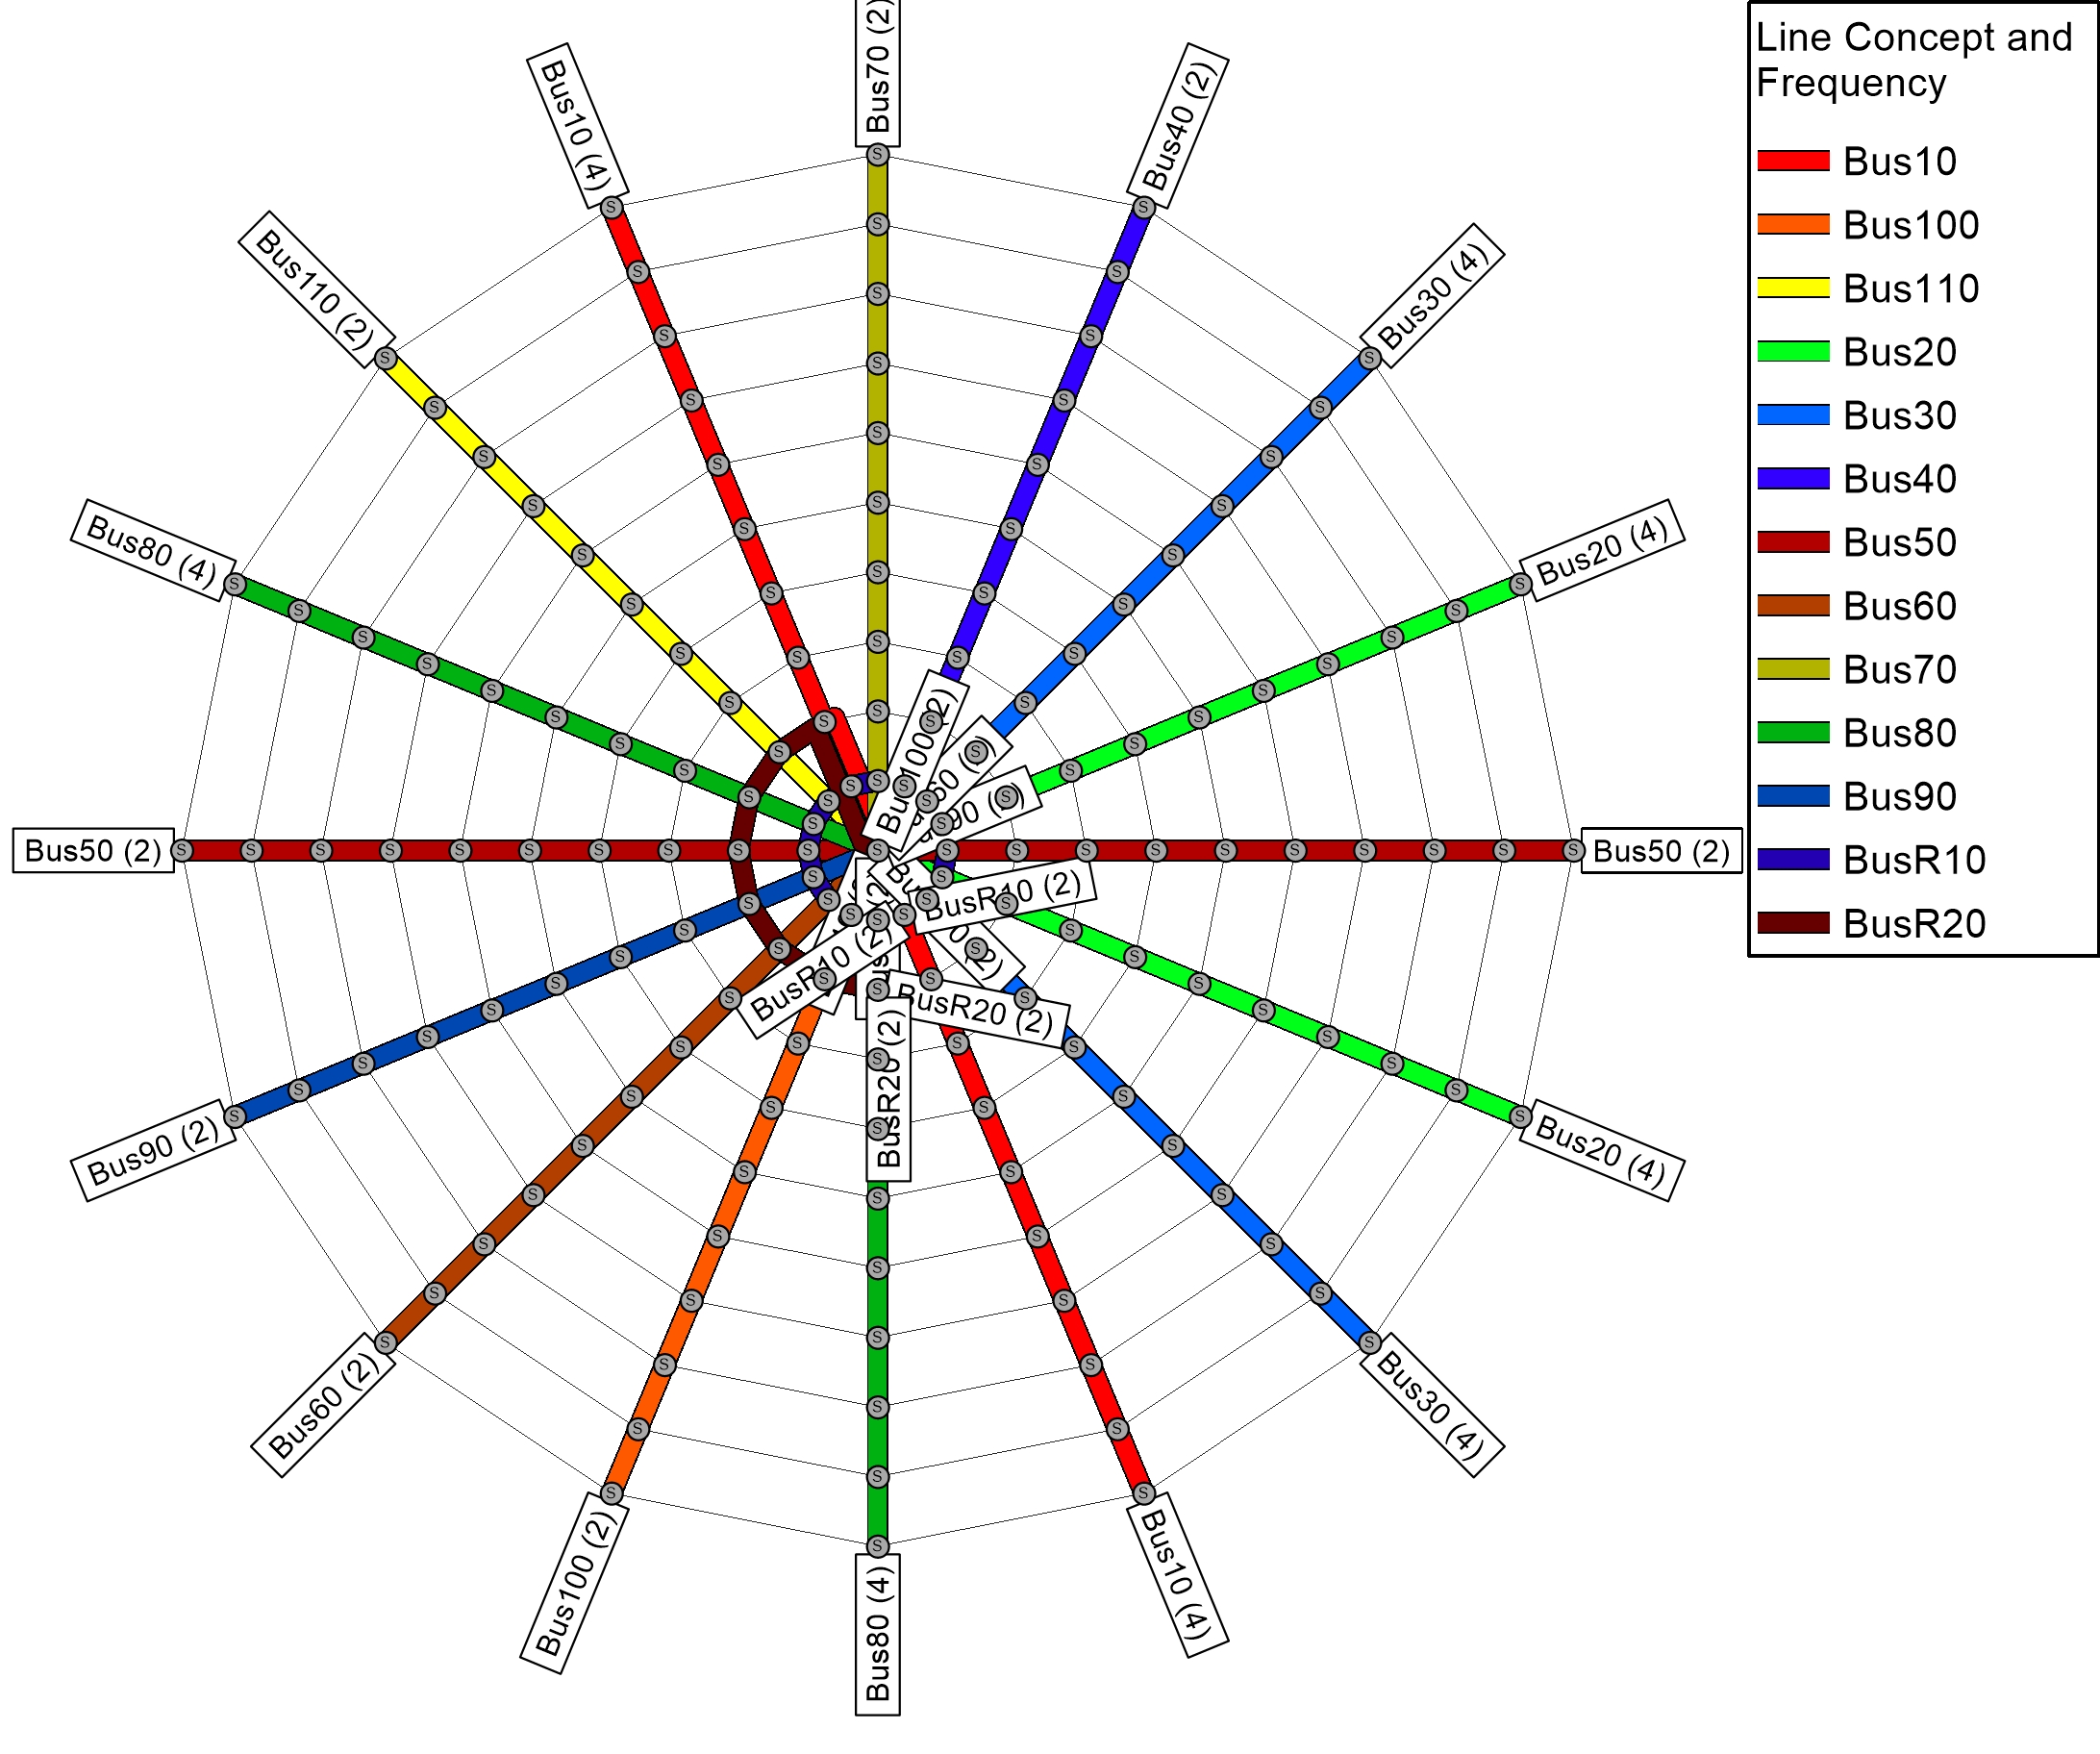 Bus70 (2)
Bus10 (4)
Bus40 (2)
Bus110 (2)
Bus30 (4)
Bus80 (4)
Bus20 (4)
Bus50 (2)
Bus50 (2)
BusR10 (2)
BusR10 (2)
BusR20 (2)
BusR20 (2)
Bus90 (2)
Bus20 (4)
Bus60 (2)
Bus30 (4)
Bus100 (2)
Bus80 (4)
Bus10 (4)
Line Concept and
Frequency
Bus10
Bus100
Bus110
Bus20
Bus30
Bus40
Bus50
Bus60
Bus70
Bus80
Bus90
BusR10
BusR20